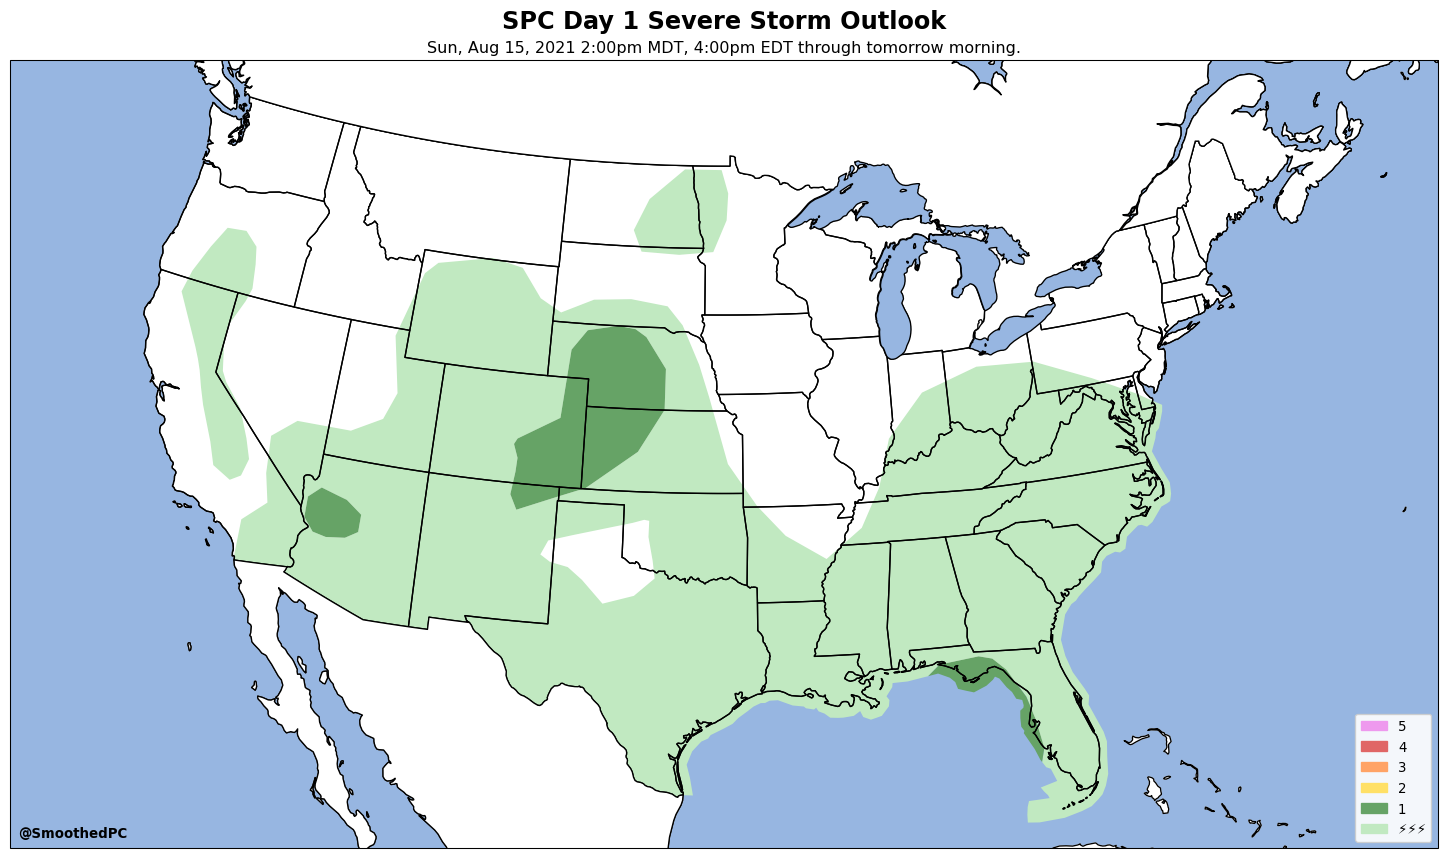 SPC Day 1 Severe Storm Outlook
Sun, Aug 15, 2021 2:00pm MDT, 4:00pm EDT through tomorrow morning.
5
4
3
2
1
⚡⚡⚡
@SmoothedPC